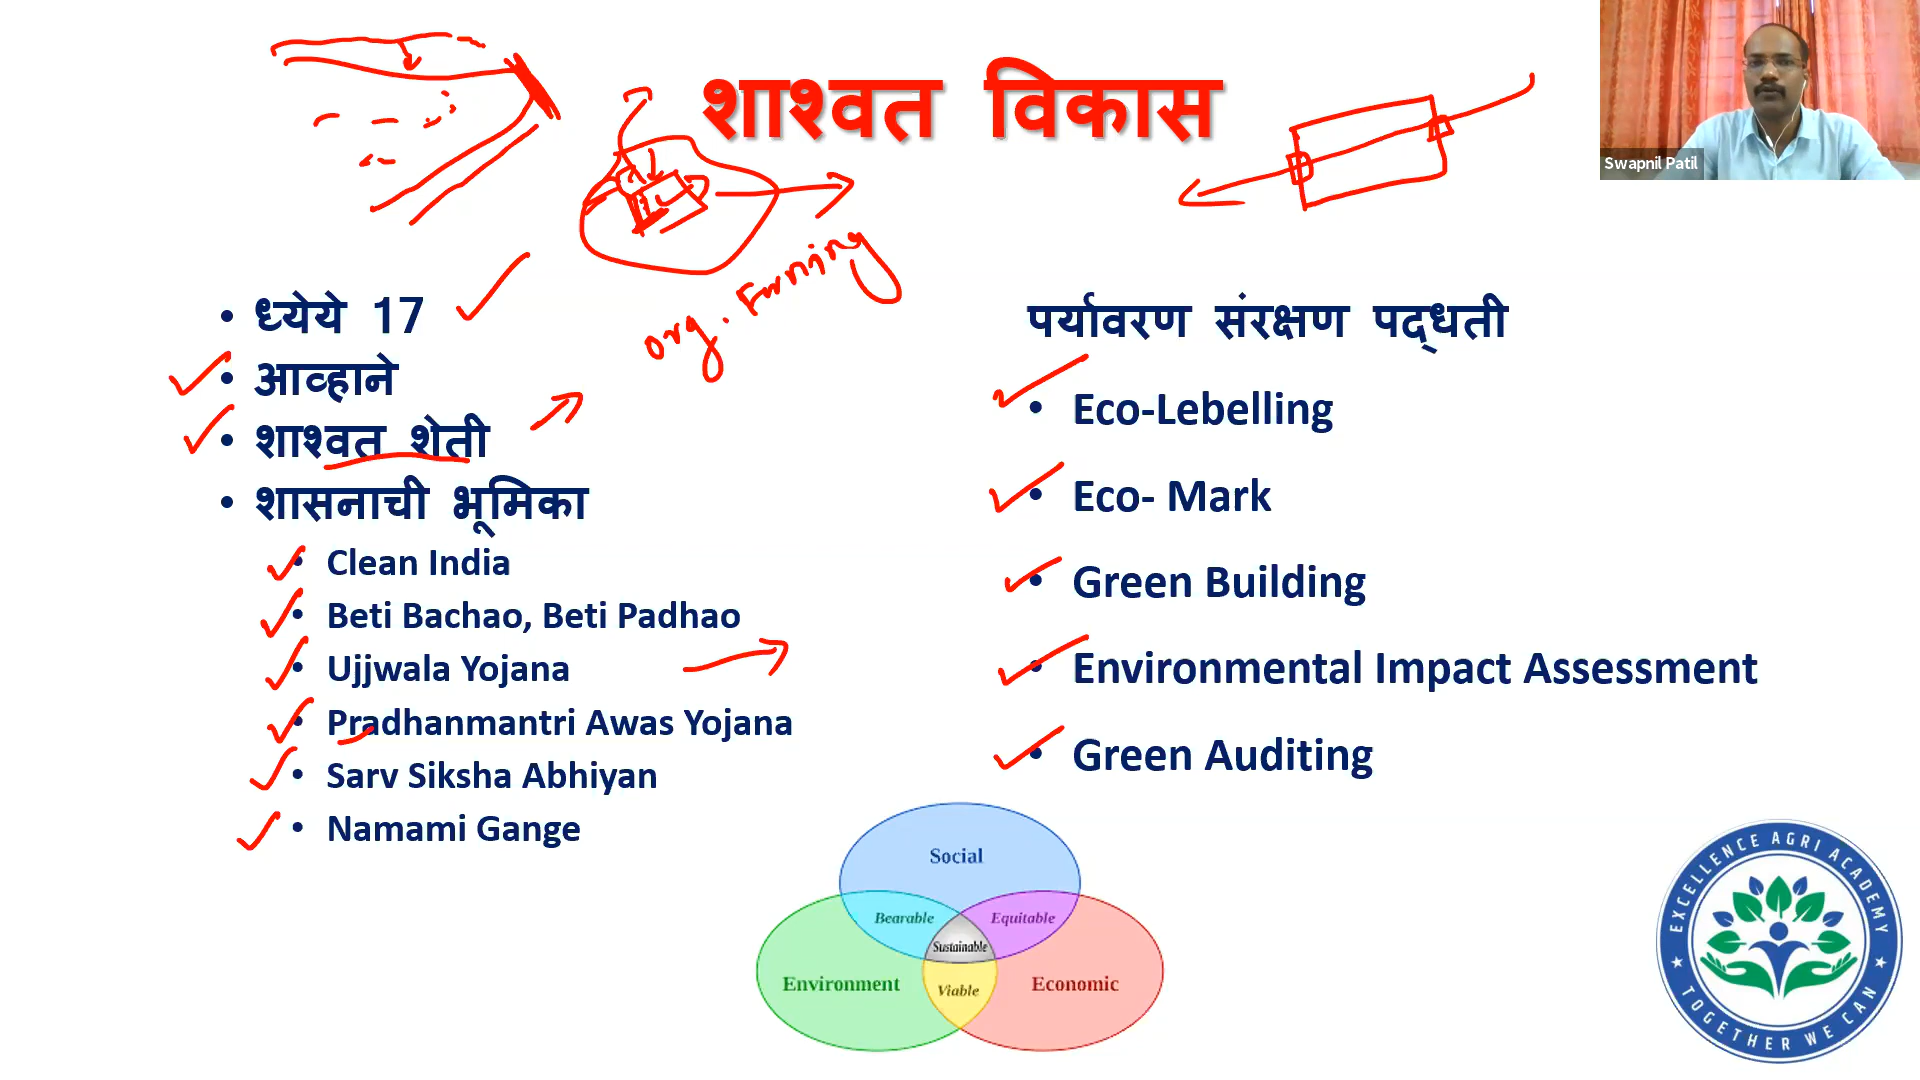 शाश्वत विकास
Swapnil Patil
org. Farming
• ध्येये 17
• आव्हाने
• शाश्वत शेती
• शासनाची भूमिका
• Clean India
• Beti Bachao, Beti Padhao
• Ujjwala Yojana
• Pradhanmantri Awas Yojana
• Sarv Siksha Abhiyan
• Namami Gange
पर्यावरण संरक्षण पद्धती
• Eco-Lebelling
• Eco- Mark
• Green Building
• Environmental Impact Assessment
• Green Auditing
Social
Bearable
Equitable
Sustainable
Environment
Viable
Economic
EXCELLENCE AGRI ACADEMY
TOGETHER WE CAN